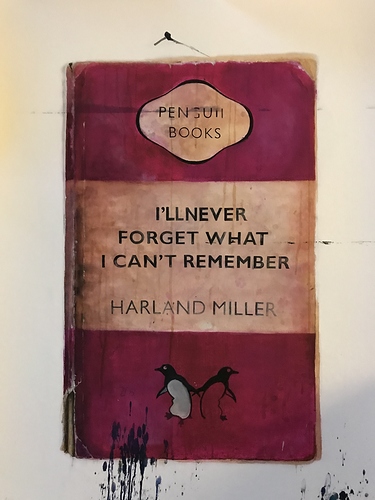 PENGUIN
BOOKS
I'LLNEVER
FORGET WHAT
I CAN'T REMEMBER
HARLAND MILLER